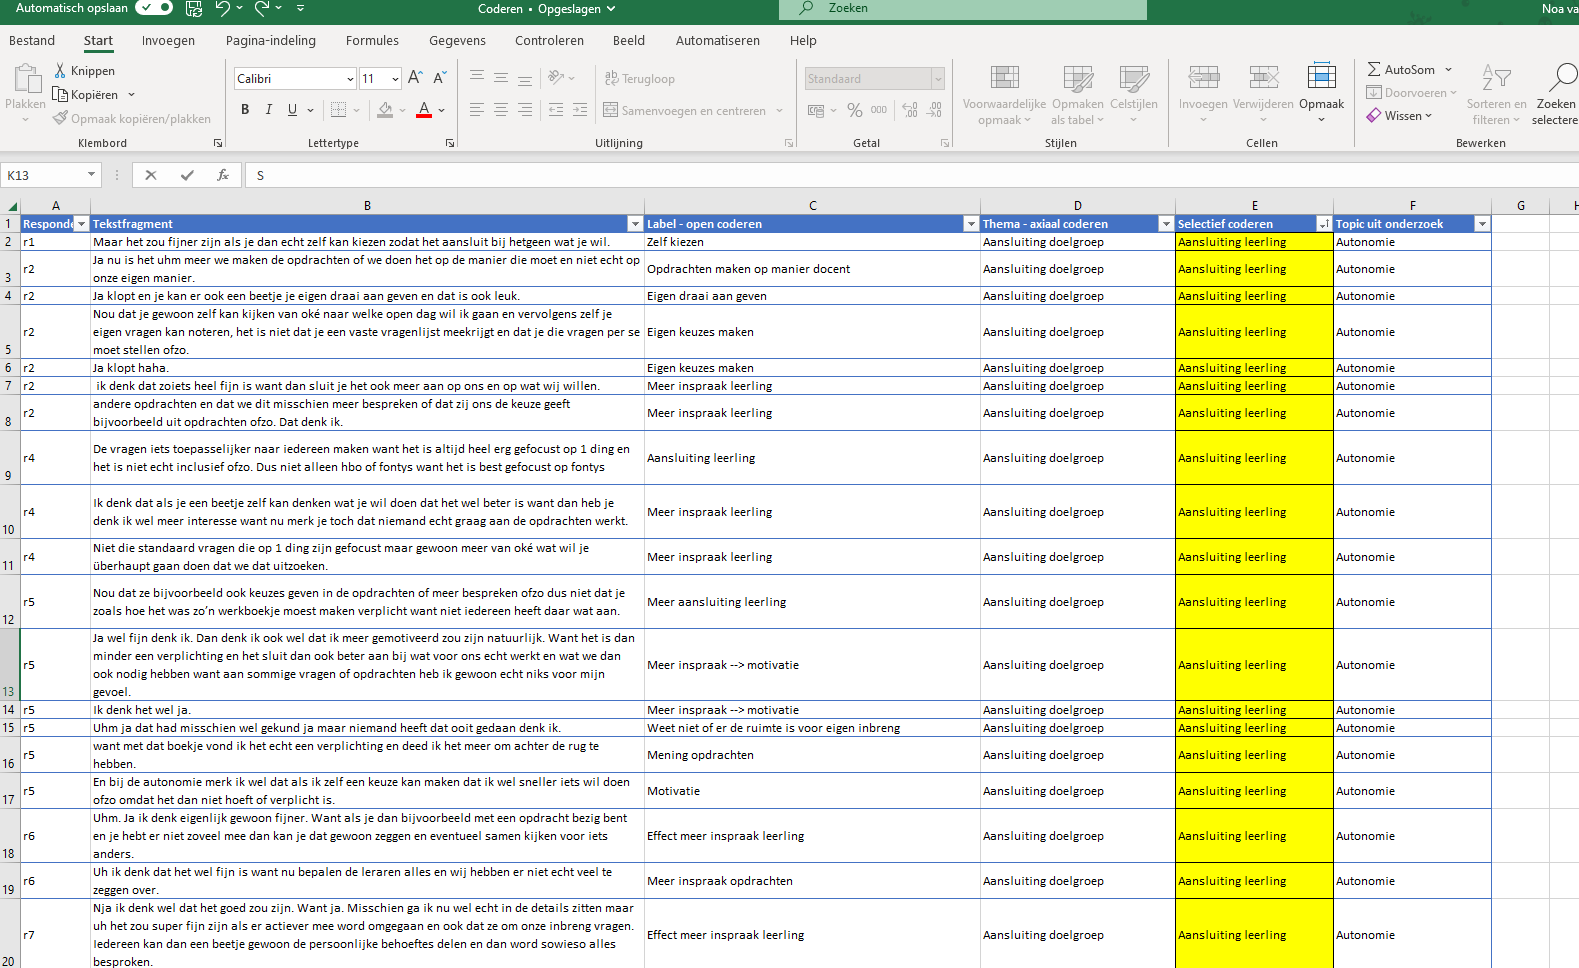 Automatisch opslaan
Coderen • Opgeslagen
Zoeken
Noa va
Bestand
Start
Invoegen
Pagina-indeling
Formules
Gegevens
Controleren
Beeld
Automatiseren
Help
Plakken
Knippen
Kopiëren
Opmaak kopiëren/plakken
Klembord
Calibri
11
B I U
Lettertype
Terugloop
Samenvoegen en centreren
Uitlijning
Standaard
% 000
Getal
Voorwaardelijke opmaak
Opmaken als tabel
Celstijlen
Stijlen
Invoegen
Verwijderen
Opmaak
Cellen
AutoSom
Doorvoeren
Wissen
Sorteren en filteren
Zoeken
selectere
Bewerken
K13
fx
S
A B C D E F G H
1 Responde Tekstfragment Label - open coderen Thema - axiaal coderen Selectief coderen Topic uit onderzoek
2 r1 Maar het zou fijner zijn als je dan echt zelf kan kiezen zodat het aansluit bij hetgeen wat je wil. Zelf kiezen Aansluiting doelgroep Aansluiting leerling Autonomie
Ja nu is het uhm meer we maken de opdrachten of we doen het op de manier die moet en niet echt op
onze eigen manier.
3 r2 Opdrachten maken op manier docent Aansluiting doelgroep Aansluiting leerling Autonomie
4 r2 Ja klopt en je kan er ook een beetje je eigen draai aan geven en dat is ook leuk. Eigen draai aan geven Aansluiting doelgroep Aansluiting leerling Autonomie
Nou dat je gewoon zelf kan kijken van oké naar welke open dag wil ik gaan en vervolgens zelf je
eigen vragen kan noteren, het is niet dat je een vaste vragenlijst meekrijgt en dat je die vragen per se
moet stellen ofzo.
5 r2 Eigen keuzes maken Aansluiting doelgroep Aansluiting leerling Autonomie
6 r2 Ja klopt haha. Eigen keuzes maken Aansluiting doelgroep Aansluiting leerling Autonomie
7 r2 ik denk dat zoiets heel fijn is want dan sluit je het ook meer aan op ons en op wat wij willen. Meer inspraak leerling Aansluiting doelgroep Aansluiting leerling Autonomie
andere opdrachten en dat we dit misschien meer bespreken of dat zij ons de keuze geeft
bijvoorbeeld uit opdrachten ofzo. Dat denk ik.
8 r2 Meer inspraak leerling Aansluiting doelgroep Aansluiting leerling Autonomie
De vragen iets toepasselijker naar iedereen maken want het is altijd heel erg gefocust op 1 ding en
het is niet echt inclusief ofzo. Dus niet alleen hbo of fontys want het is best gefocust op fontys
9 r4 Aansluiting leerling Aansluiting doelgroep Aansluiting leerling Autonomie
Ik denk dat als je een beetje zelf kan denken wat je wil doen dat het wel beter is want dan heb je
denk ik wel meer interesse want nu merk je toch dat niemand echt graag aan de opdrachten werkt.
10 r4 Meer inspraak leerling Aansluiting doelgroep Aansluiting leerling Autonomie
Niet die standaard vragen die op 1 ding zijn gefocust maar gewoon meer van oké wat wil je
überhaupt gaan doen dat we dat uitzoeken.
11 r4 Meer inspraak leerling Aansluiting doelgroep Aansluiting leerling Autonomie
Nou dat ze bijvoorbeeld ook keuzes geven in de opdrachten of meer bespreken ofzo dus niet dat je
zoals hoe het was zo’n werkboekje moest maken verplicht want niet iedereen heeft daar wat aan.
12 r5 Meer aansluiting leerling Aansluiting doelgroep Aansluiting leerling Autonomie
Ja wel fijn denk ik. Dan denk ik ook wel dat ik meer gemotiveerd zou zijn natuurlijk. Want het is dan
minder een verplichting en het sluit dan ook beter aan bij wat voor ons echt werkt en wat we dan
ook nodig hebben want aan sommige vragen of opdrachten heb ik gewoon echt niks voor mijn
gevoel.
13 r5 Meer inspraak --> motivatie Aansluiting doelgroep Aansluiting leerling Autonomie
14 r5 Ik denk het wel ja. Meer inspraak --> motivatie Aansluiting doelgroep Aansluiting leerling Autonomie
15 r5 Uhm ja dat had misschien wel gekund ja maar niemand heeft dat ooit gedaan denk ik. Weet niet of er de ruimte is voor eigen inbreng Aansluiting doelgroep Aansluiting leerling Autonomie
want met dat boekje vond ik het echt een verplichting en deed ik het meer om achter de rug te
hebben.
16 r5 Mening opdrachten Aansluiting doelgroep Aansluiting leerling Autonomie
En bij de autonomie merk ik wel dat als ik zelf een keuze kan maken dat ik wel sneller iets wil doen
ofzo omdat het dan niet hoeft of verplicht is.
17 r5 Motivatie Aansluiting doelgroep Aansluiting leerling Autonomie
Uhm. Ja ik denk eigenlijk gewoon fijner. Want als je dan bijvoorbeeld met een opdracht bezig bent
en je hebt er niet zoveel mee dan kan je dat gewoon zeggen en eventueel samen kijken voor iets
anders.
18 r6 Effect meer inspraak leerling Aansluiting doelgroep Aansluiting leerling Autonomie
Uh ik denk dat het wel fijn is want nu bepalen de leraren alles en wij hebben er niet echt veel te
zeggen over.
19 r6 Meer inspraak opdrachten Aansluiting doelgroep Aansluiting leerling Autonomie
Nja ik denk wel dat het goed zou zijn. Want ja. Misschien ga ik nu wel echt in de details zitten maar
uh het zou super fijn zijn als er actiever mee word omgegaan en ook dat ze om onze inbreng vragen.
Iedereen kan dan een beetje gewoon de persoonlijke behoeftes delen en dan word sowieso alles
besproken.
20 r7 Effect meer inspraak leerling Aansluiting doelgroep Aansluiting leerling Autonomie